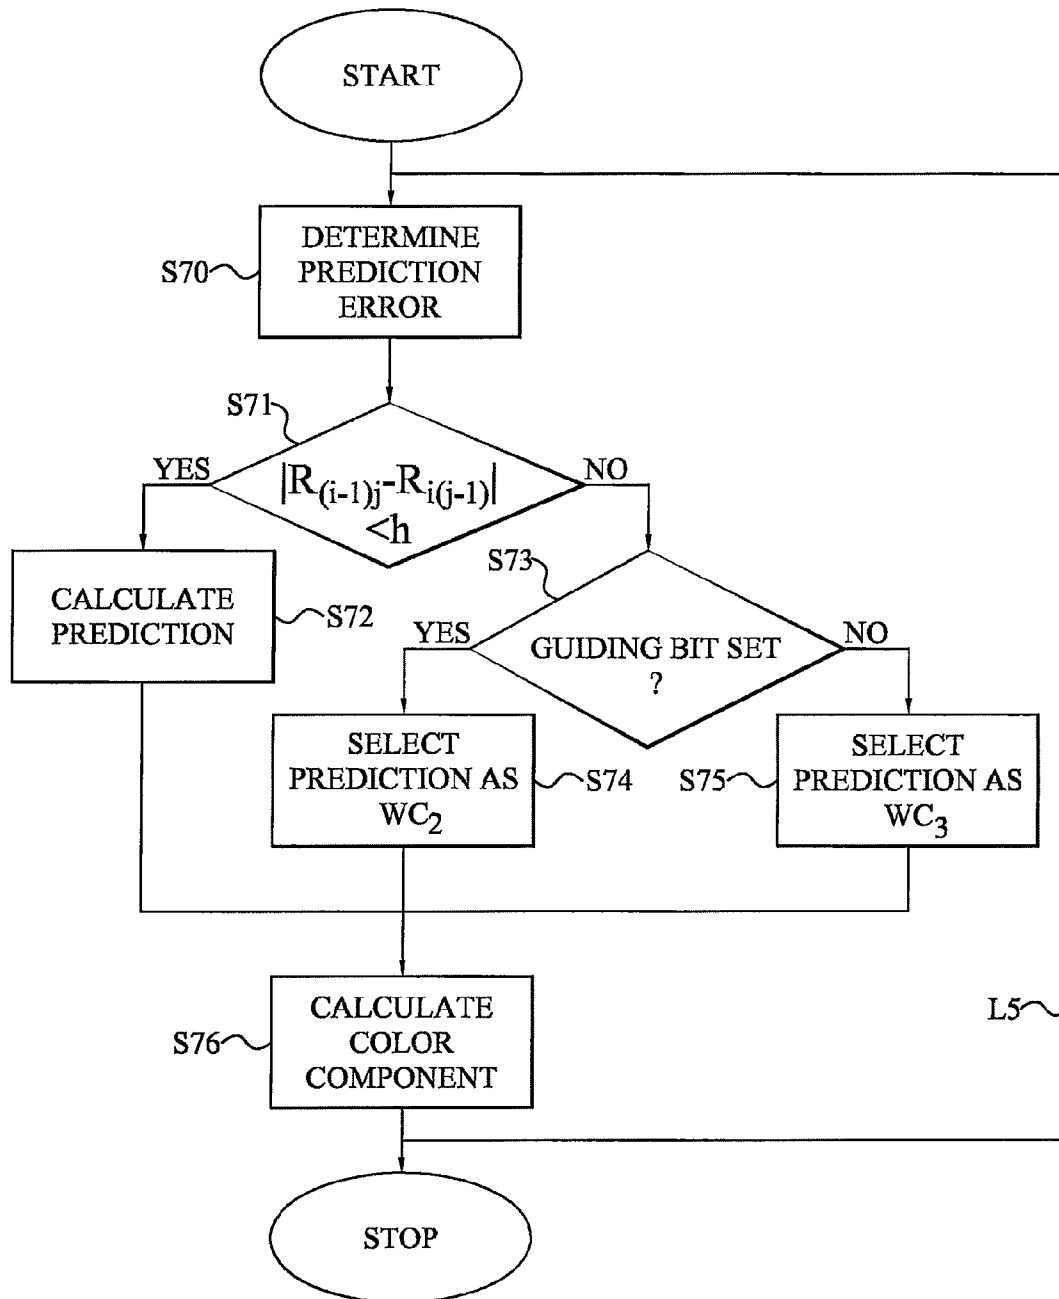 START
DETERMINE
PREDICTION
ERROR
S70
S71
YES
|R(i-1)j-Ri(j-1)|
<h
NO
CALCULATE
PREDICTION
S72
S73
YES
GUIDING BIT SET
?
NO
SELECT
PREDICTION AS
WC2
S74
S75
SELECT
PREDICTION AS
WC3
CALCULATE
COLOR
COMPONENT
S76
L5
STOP